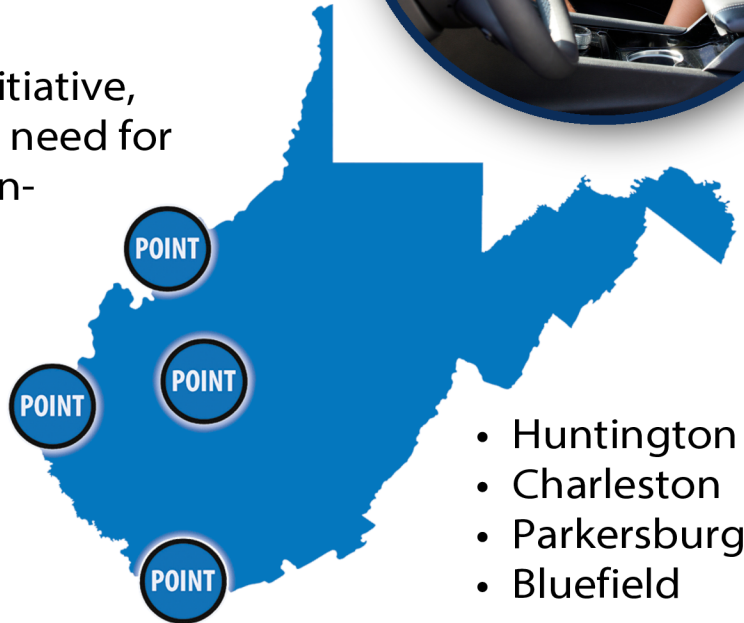 itiative,
need for
n-
POINT
POINT
POINT
POINT
• Huntington
• Charleston
• Parkersburg
• Bluefield